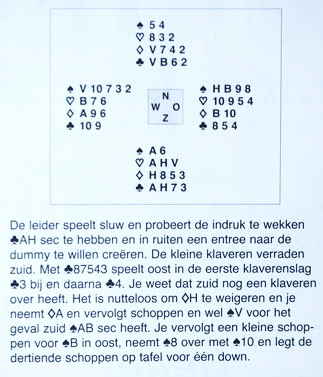 ♠ 5 4
♡ 8 3 2
♢ V 7 4 2
♣ V B 6 2
♠ V 10 7 3 2
♡ B 7 6
♢ A 9 6
♣ 10 9
N
W O
Z
♠ H B 9 8
♡ 10 9 5 4
♢ B 10
♣ 8 5 4
♠ A 6
♡ A H V
♢ H 8 5 3
♣ A H 7 3
De leider speelt sluw en probeert de indruk te wekken
♣AH sec te hebben en in ruiten een entree naar de
dummy te willen creëren. De kleine klaveren verraden
zuid. Met ♣87543 speelt oost in de eerste klaverenslag
♣3 bij en daarna ♣4. Je weet dat zuid nog een klaveren
over heeft. Het is nutteloos om ♢H te weigeren en je
neemt ♢A en vervolgt schoppen en wel ♠V voor het
geval zuid ♠AB sec heeft. Je vervolgt een kleine schop-
pen voor ♠B in oost, neemt ♠8 over met ♠10 en legt de
dertiende schoppen op tafel voor één down.